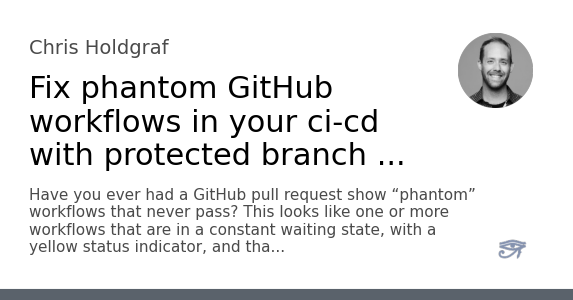 Chris Holdgraf
Fix phantom GitHub
workflows in your ci-cd
with protected branch ...
Have you ever had a GitHub pull request show “phantom”
workflows that never pass? This looks like one or more
workflows that are in a constant waiting state, with a
yellow status indicator, and tha...